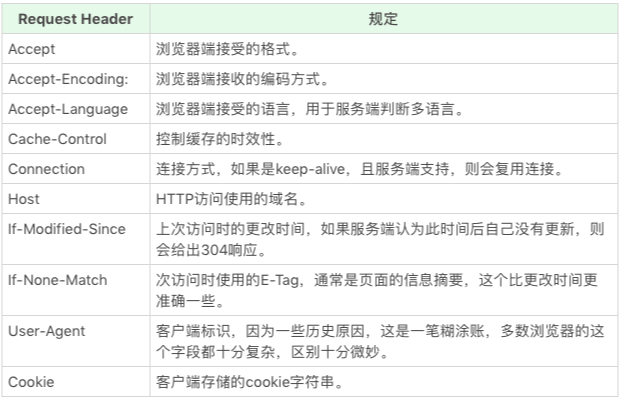 Request Header 规定
Accept 浏览器端接受的格式。
Accept-Encoding: 浏览器端接收的编码方式。
Accept-Language 浏览器端接受的语言，用于服务端判断多语言。
Cache-Control 控制缓存的时效性。
Connection 连接方式，如果是keep-alive，且服务端支持，则会复用连接。
Host HTTP访问使用的域名。
If-Modified-Since 上次访问时的更改时间，如果服务端认为此时间后自己没有更新，则
会给出304响应。
If-None-Match 次访问时使用的E-Tag，通常是页面的信息摘要，这个比更改时间更
准确一些。
User-Agent 客户端标识，因为一些历史原因，这是一笔糊涂账，多数浏览器的这
个字段都十分复杂，区别十分微妙。
Cookie 客户端存储的cookie字符串。